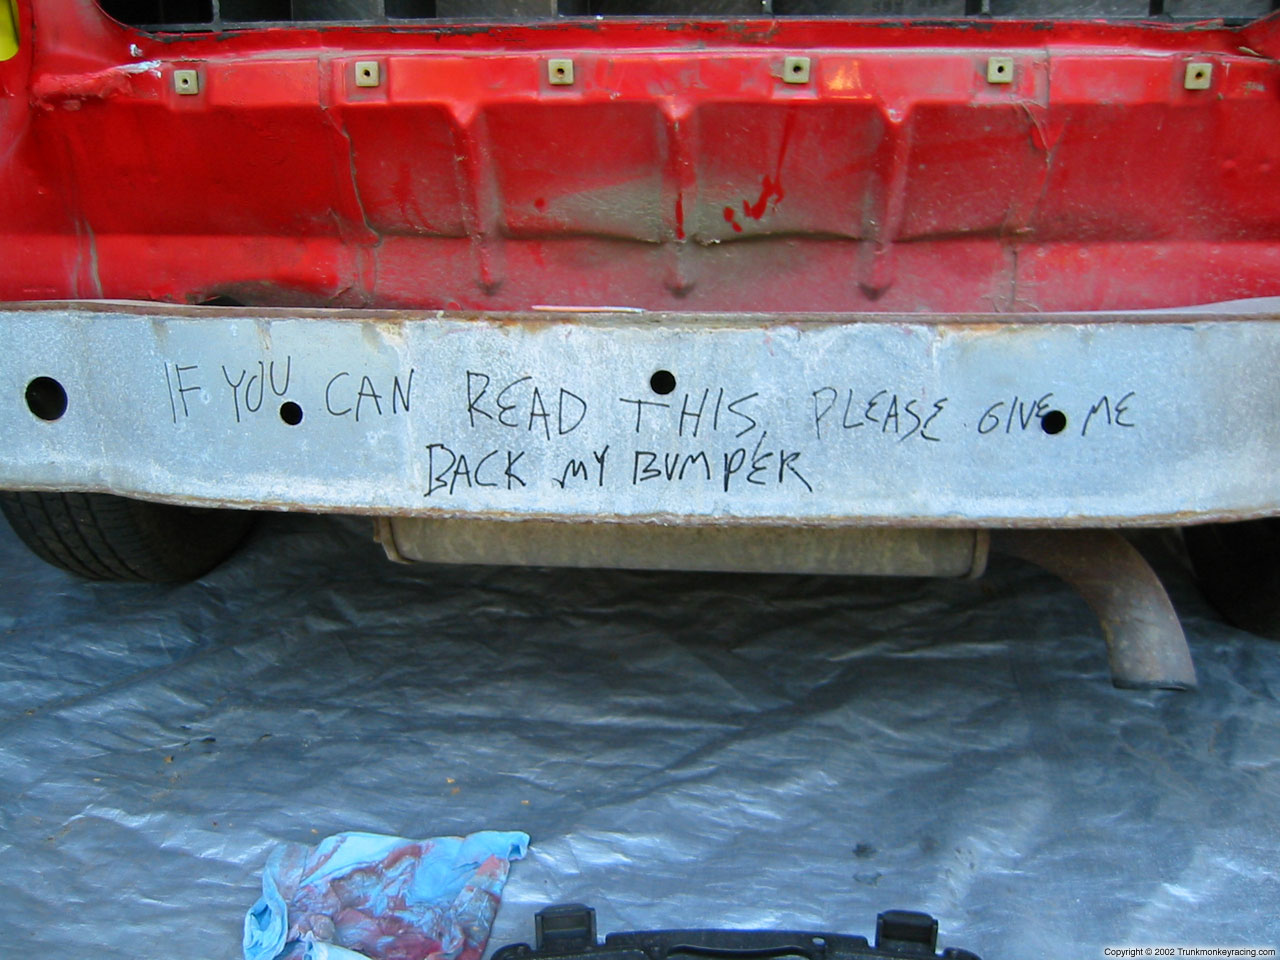 IF YOU CAN READ THIS, PLEASE GIVE ME
BACK MY BUMPER
Copyright © 2002 Trunkmonkeyracing.com